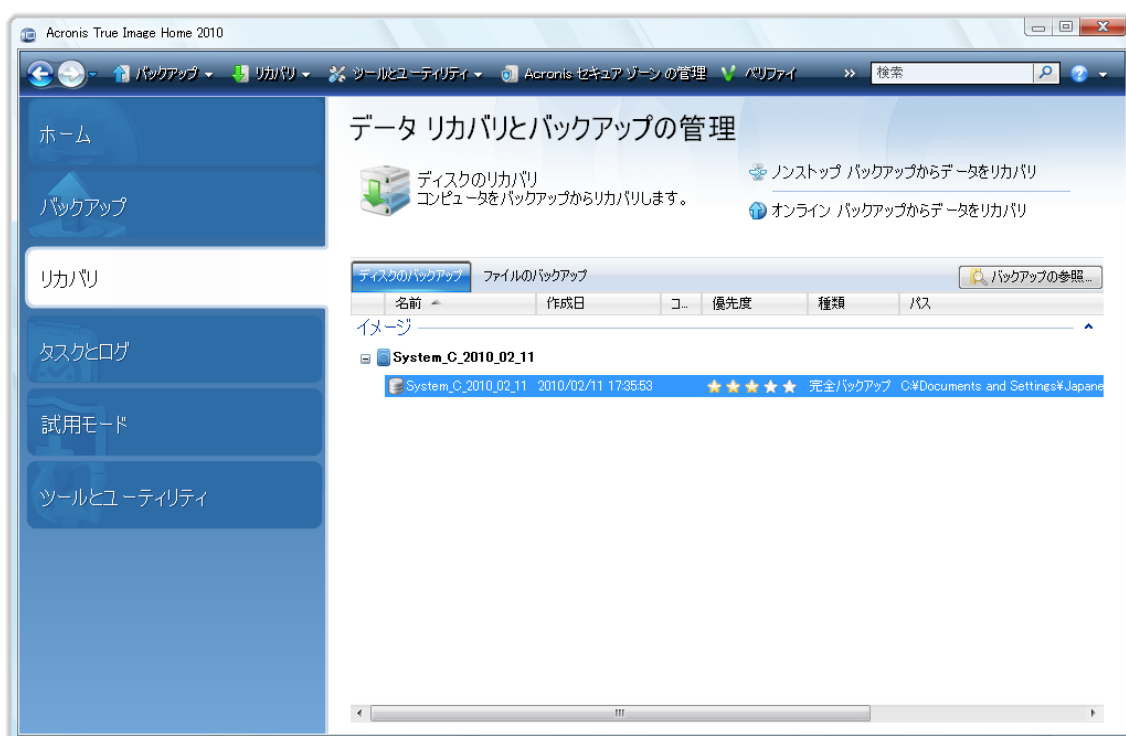 Acronis True Image Home 2010
バックアップ リカバリ ツールとユーティリティ Acronis セキュア ゾーン の管理 ベリファイ >> 検索
ホーム
バックアップ
リカバリ
タスクとログ
試用モード
ツールとユーティリティ
データ リカバリとバックアップの管理
ディスクのリカバリ
コンピュータをバックアップからリカバリします。
ノンストップ バックアップからデータをリカバリ
オンライン バックアップからデータをリカバリ
ディスクのバックアップ ファイルのバックアップ バックアップの参照...
名前 作成日 コ... 優先度 種類 パス
イメージ
System_C_2010_02_11
System_C_2010_02_11 2010/02/11 17:35:53 完全バックアップ C:¥Documents and Settings¥Japane